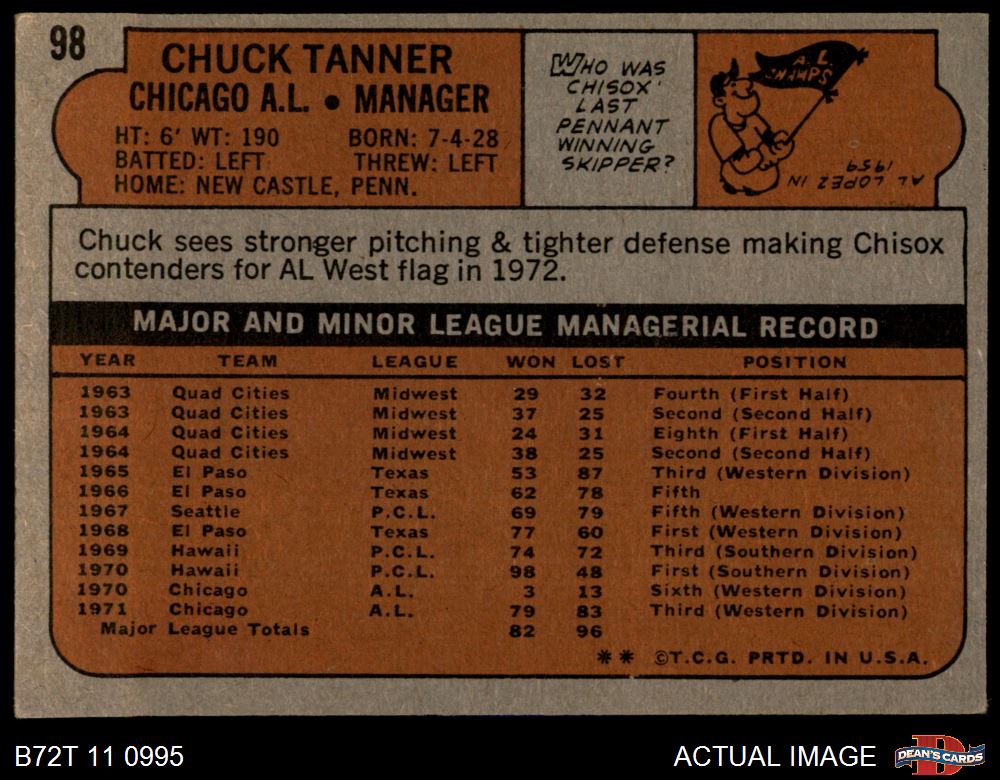 98
CHUCK TANNER
CHICAGO A.L. • MANAGER
HT: 6' WT: 190 BORN: 7-4-28
BATTED: LEFT THREW: LEFT
HOME: NEW CASTLE, PENN.
WHO WAS
CHISOX'
LAST
PENNANT
WINNING
SKIPPER?
A.L.
CHAMPS
AL LOPEZ IN
1959
Chuck sees stronger pitching & tighter defense making Chisox
contenders for AL West flag in 1972.
MAJOR AND MINOR LEAGUE MANAGERIAL RECORD
YEAR TEAM LEAGUE WON LOST POSITION
1963 Quad Cities Midwest 29 32 Fourth (First Half)
1963 Quad Cities Midwest 37 25 Second (Second Half)
1964 Quad Cities Midwest 24 31 Eighth (First Half)
1964 Quad Cities Midwest 38 25 Second (Second Half)
1965 El Paso Texas 53 87 Third (Western Division)
1966 El Paso Texas 62 78 Fifth
1967 Seattle P.C.L. 69 79 Fifth (Western Division)
1968 El Paso Texas 77 60 First (Western Division)
1969 Hawaii P.C.L. 74 72 Third (Southern Division)
1970 Hawaii P.C.L. 98 48 First (Southern Division)
1970 Chicago A.L. 3 13 Sixth (Western Division)
1971 Chicago A.L. 79 83 Third (Western Division)
Major League Totals 82 96
** ©T.C.G. PRTD. IN U.S.A.
B72T 11 0995 ACTUAL IMAGE D DEAN'S CARDS